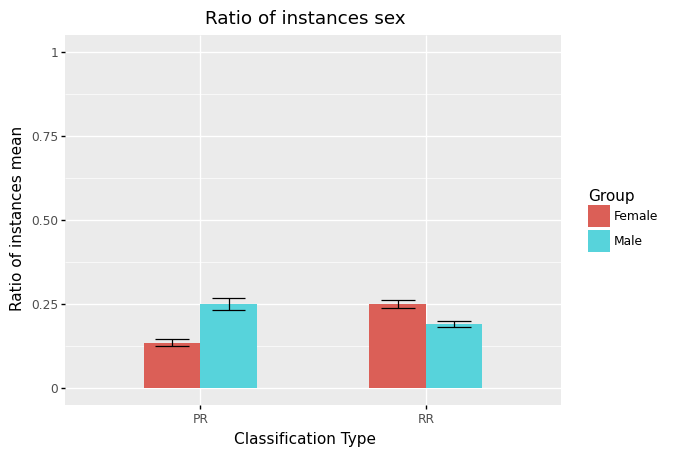 Ratio of instances sex
Ratio of instances mean
1
0.75
0.50
0.25
0
PR RR
Classification Type
Group
Female
Male